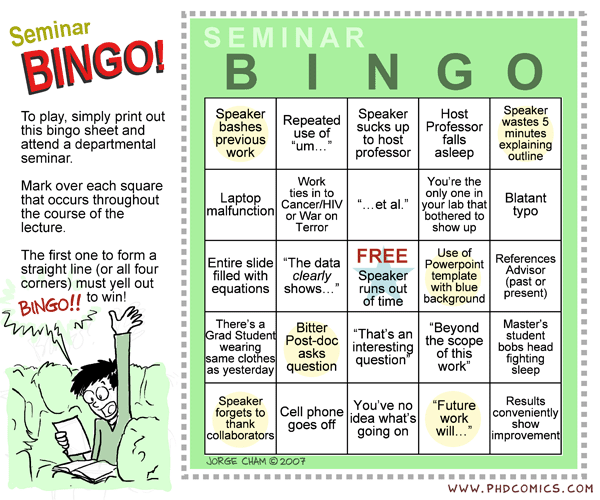 Seminar
BINGO!
To play, simply print out
this bingo sheet and
attend a departmental
seminar.
Mark over each square
that occurs throughout
the course of the
lecture.
The first one to form a
straight line (or all four
corners) must yell out
BINGO!! to win!
SEMINAR
B I N G O
Speaker
bashes
previous
work
Repeated
use of
“um...”
Speaker
sucks up
to host
professor
Host
Professor
falls
asleep
Speaker
wastes 5
minutes
explaining
outline
Laptop
malfunction
Work
ties in to
Cancer/HIV
or War on
Terror
“...et al.”
You're the
only one in
your lab that
bothered to
show up
Blatant
typo
Entire slide
filled with
equations
“The data
clearly
shows...”
FREE
Speaker
runs out
of time
Use of
Powerpoint
template
with blue
background
References
Advisor
(past or
present)
There's a
Grad Student
wearing
same clothes
as yesterday
Bitter
Post-doc
asks
question
“That's an
interesting
question”
“Beyond
the scope
of this
work”
Master's
student
bobs head
fighting
sleep
Speaker
forgets to
thank
collaborators
Cell phone
goes off
You've no
idea what's
going on
“Future
work
will...”
Results
conveniently
show
improvement
JORGE CHAM © 2007
WWW.PHDCOMICS.COM